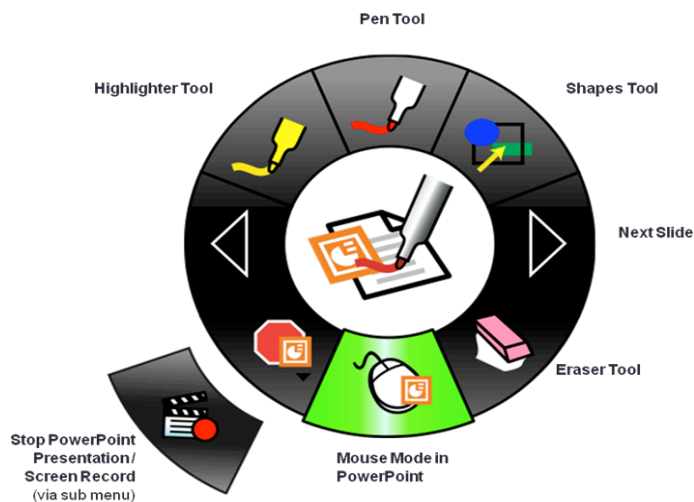 Pen Tool
Highlighter Tool
Shapes Tool
Next Slide
Eraser Tool
Mouse Mode in
PowerPoint
Stop PowerPoint
Presentation /
Screen Record
(via sub menu)